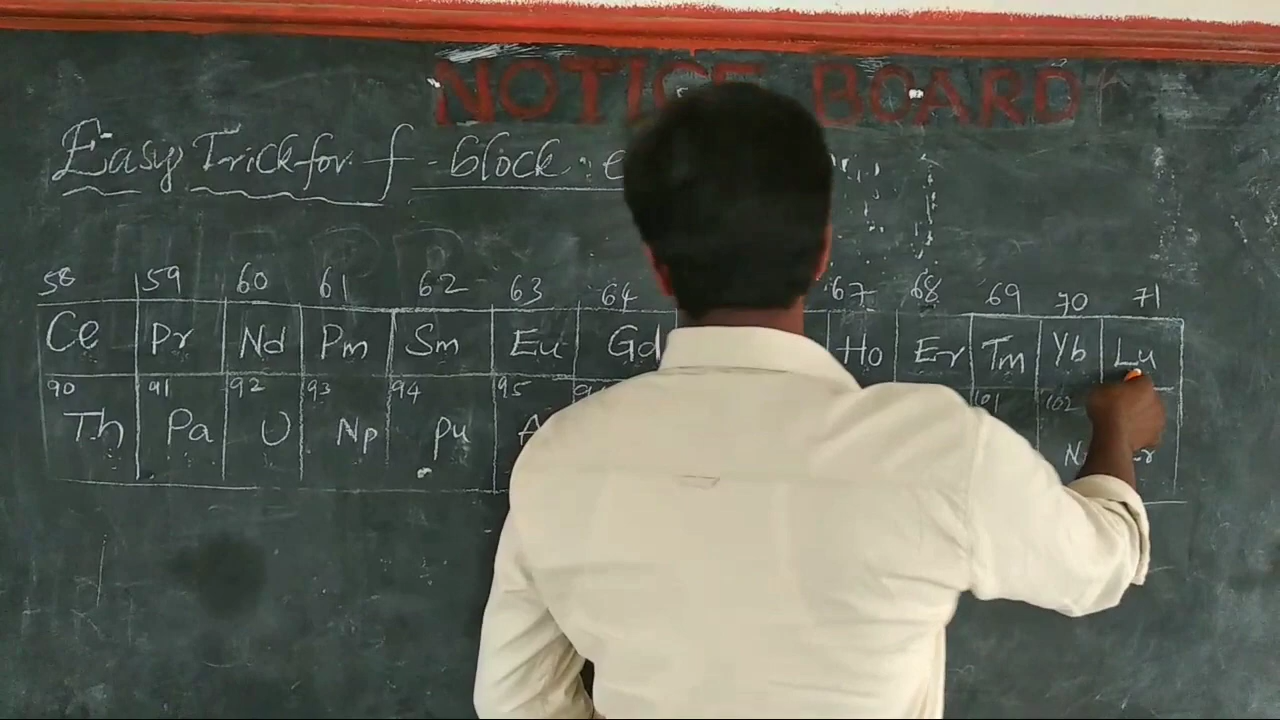 NOTICE BOARD
Easy Trick for f-block
58 59 60 61 62 63 64 67 68 69 70 71
Ce Pr Nd Pm Sm Eu Gd Ho Er Tm Yb Lu
90 91 92 93 94 95 101 102
Th Pa U Np Pu